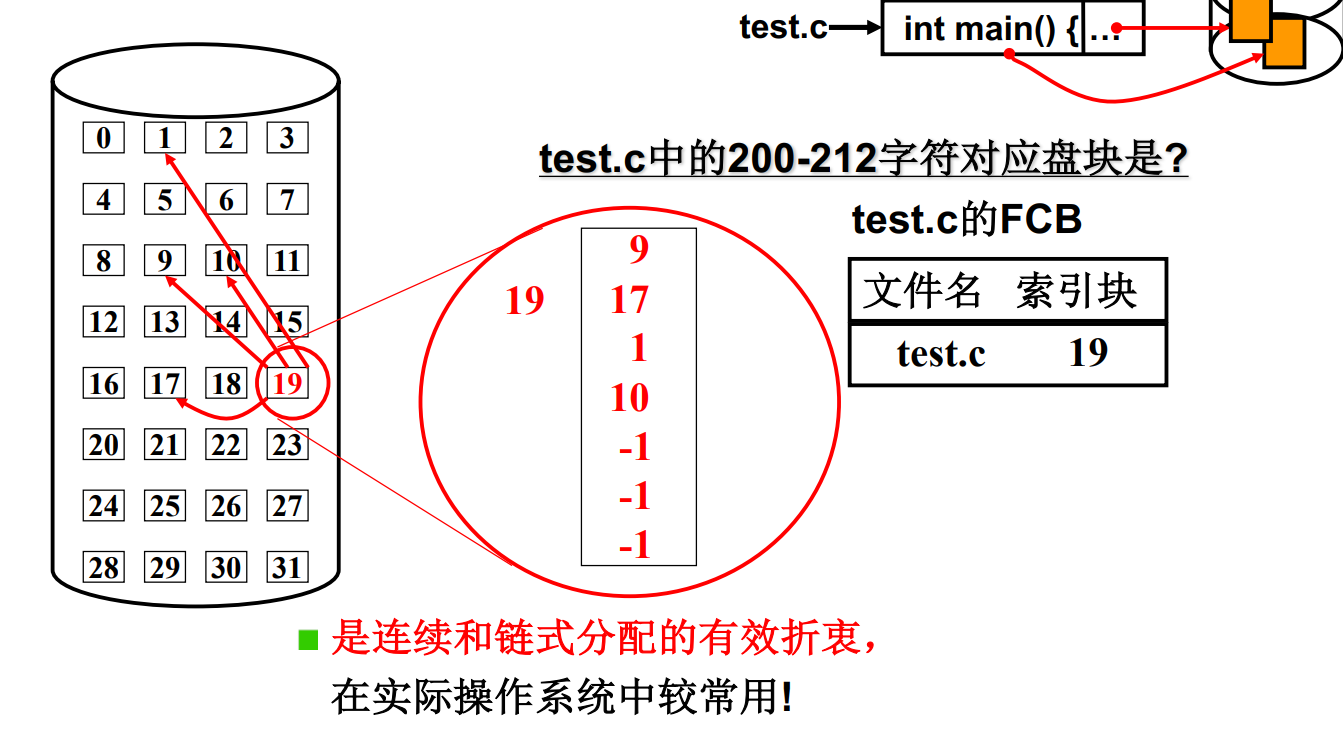 test.c int main() { …
test.c中的200-212字符对应盘块是?
test.c的FCB
文件名 索引块
test.c 19
0 1 2 3
4 5 6 7
8 9 10 11
12 13 14 15
16 17 18 19
20 21 22 23
24 25 26 27
28 29 30 31
19
9
17
1
10
-1
-1
-1
是连续和链式分配的有效折衷，
在实际操作系统中较常用!